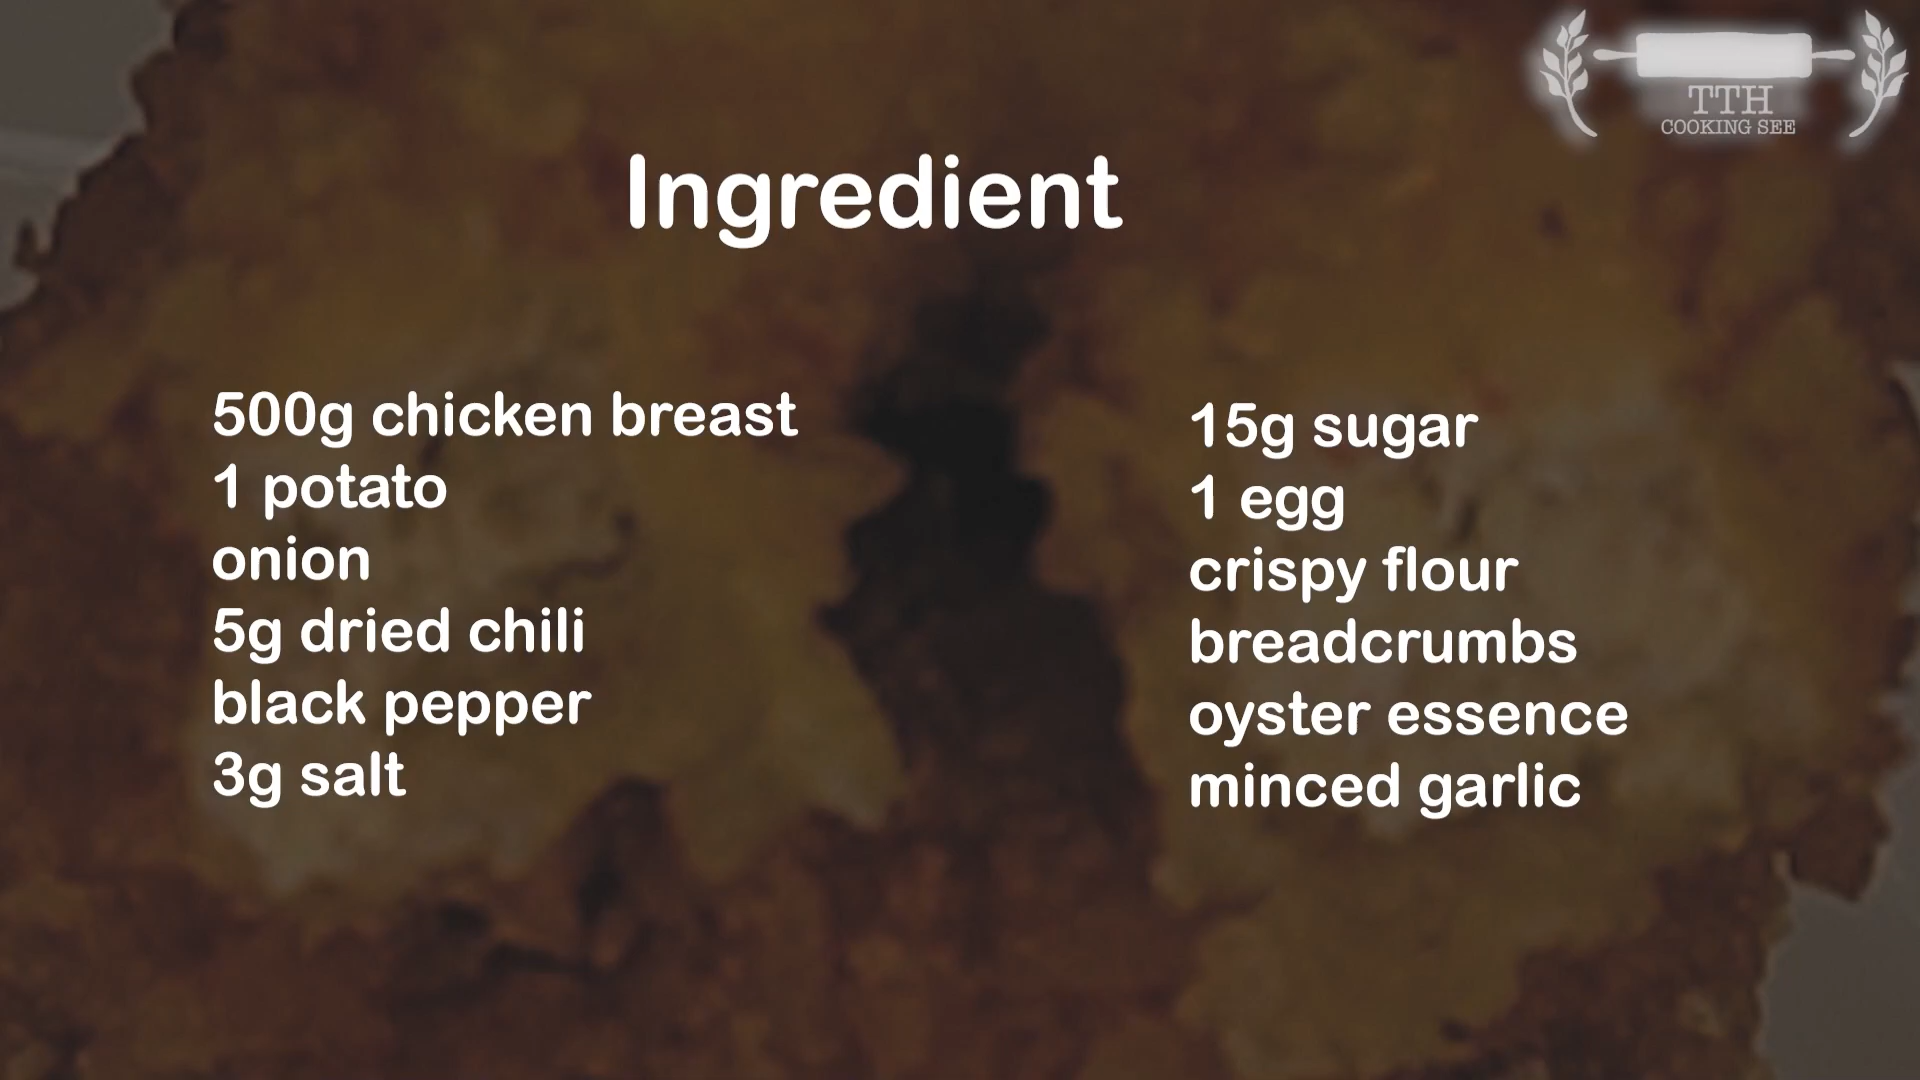 TTH
COOKING SEE
Ingredient
500g chicken breast
1 potato
onion
5g dried chili
black pepper
3g salt
15g sugar
1 egg
crispy flour
breadcrumbs
oyster essence
minced garlic